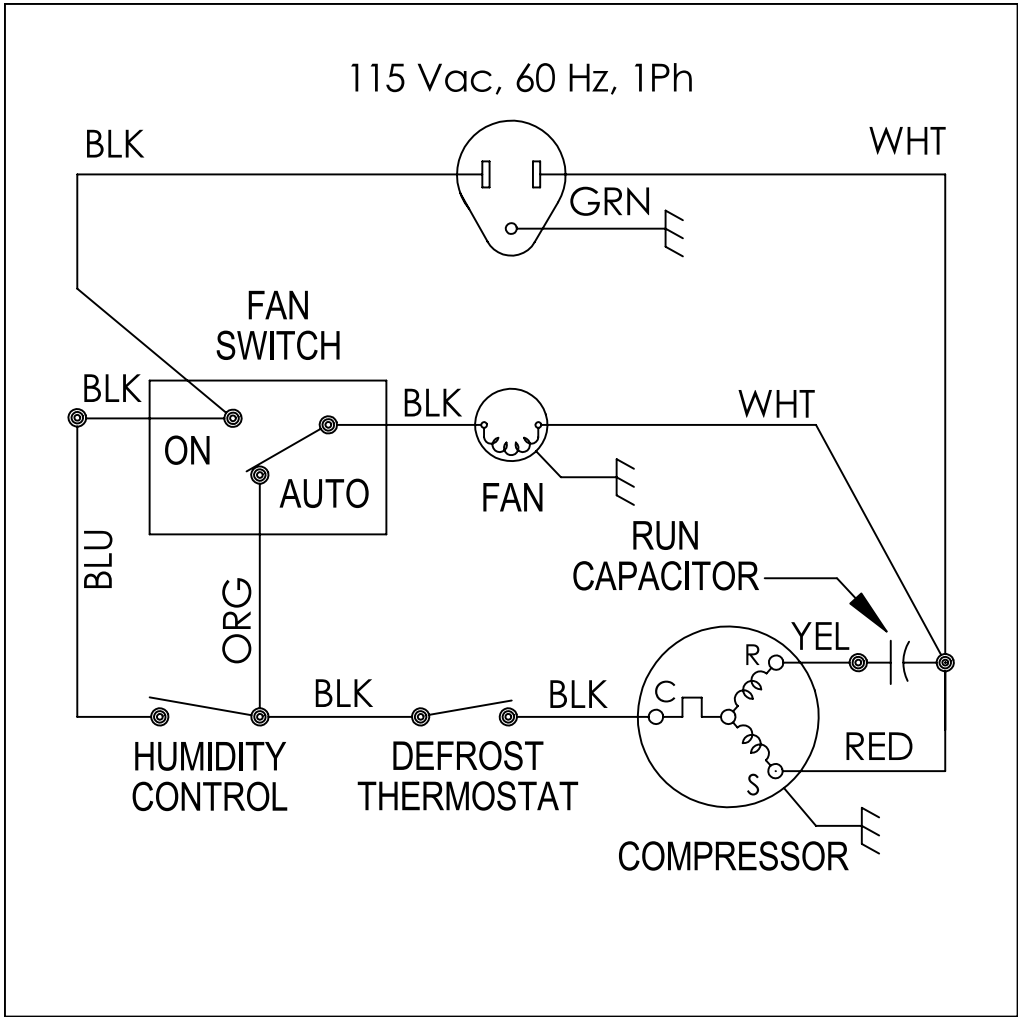 115 Vac, 60 Hz, 1Ph
BLK
WHT
GRN
FAN
SWITCH
BLK
BLK
WHT
ON
AUTO
FAN
BLU
ORG
RUN
CAPACITOR
YEL
R
C
BLK
BLK
RED
S
HUMIDITY
CONTROL
DEFROST
THERMOSTAT
COMPRESSOR